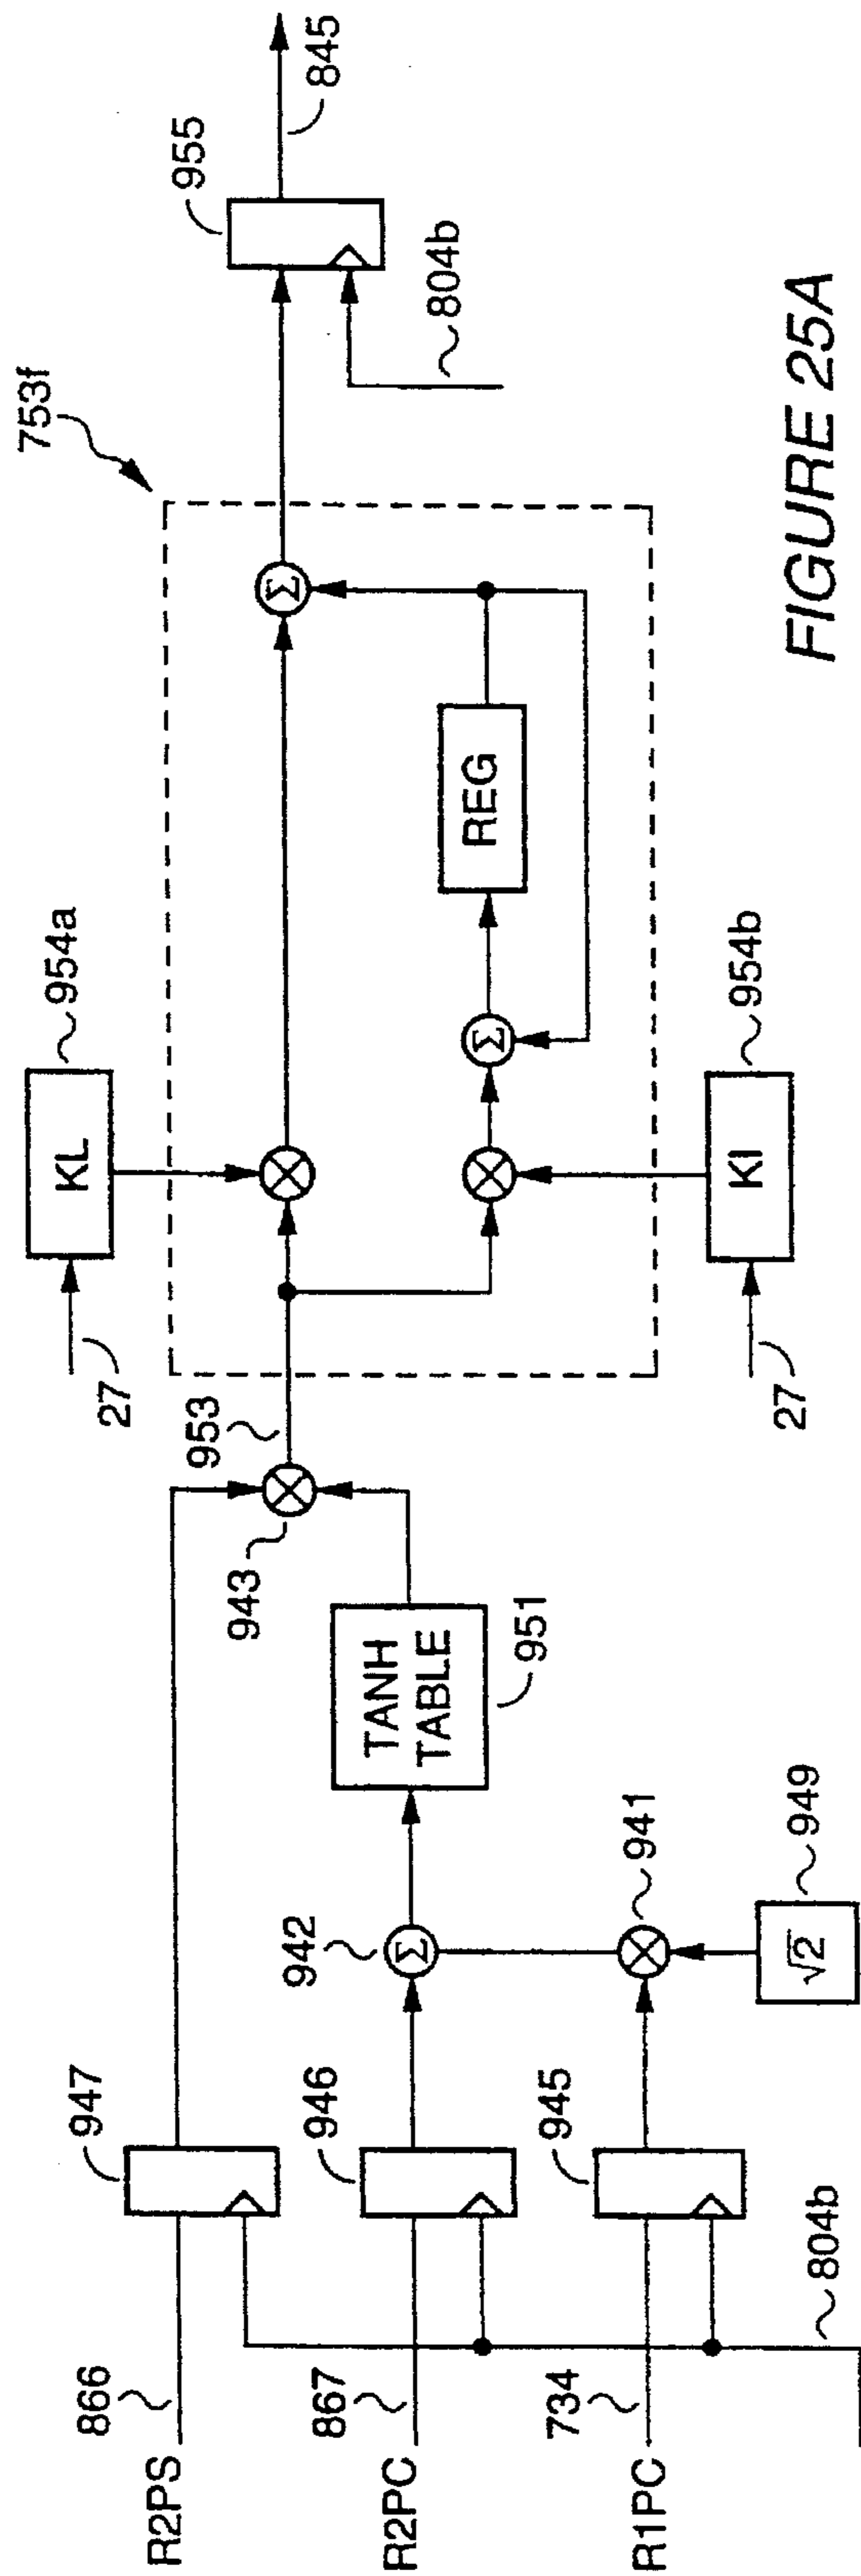 R2PS
866
947
R2PC
867
946
R1PC
734
945
804b
942
Σ
941
√2
949
TANH
TABLE
951
943
953
27
KL
954a
27
KI
954b
Σ
REG
Σ
753f
955
804b
845
FIGURE 25A